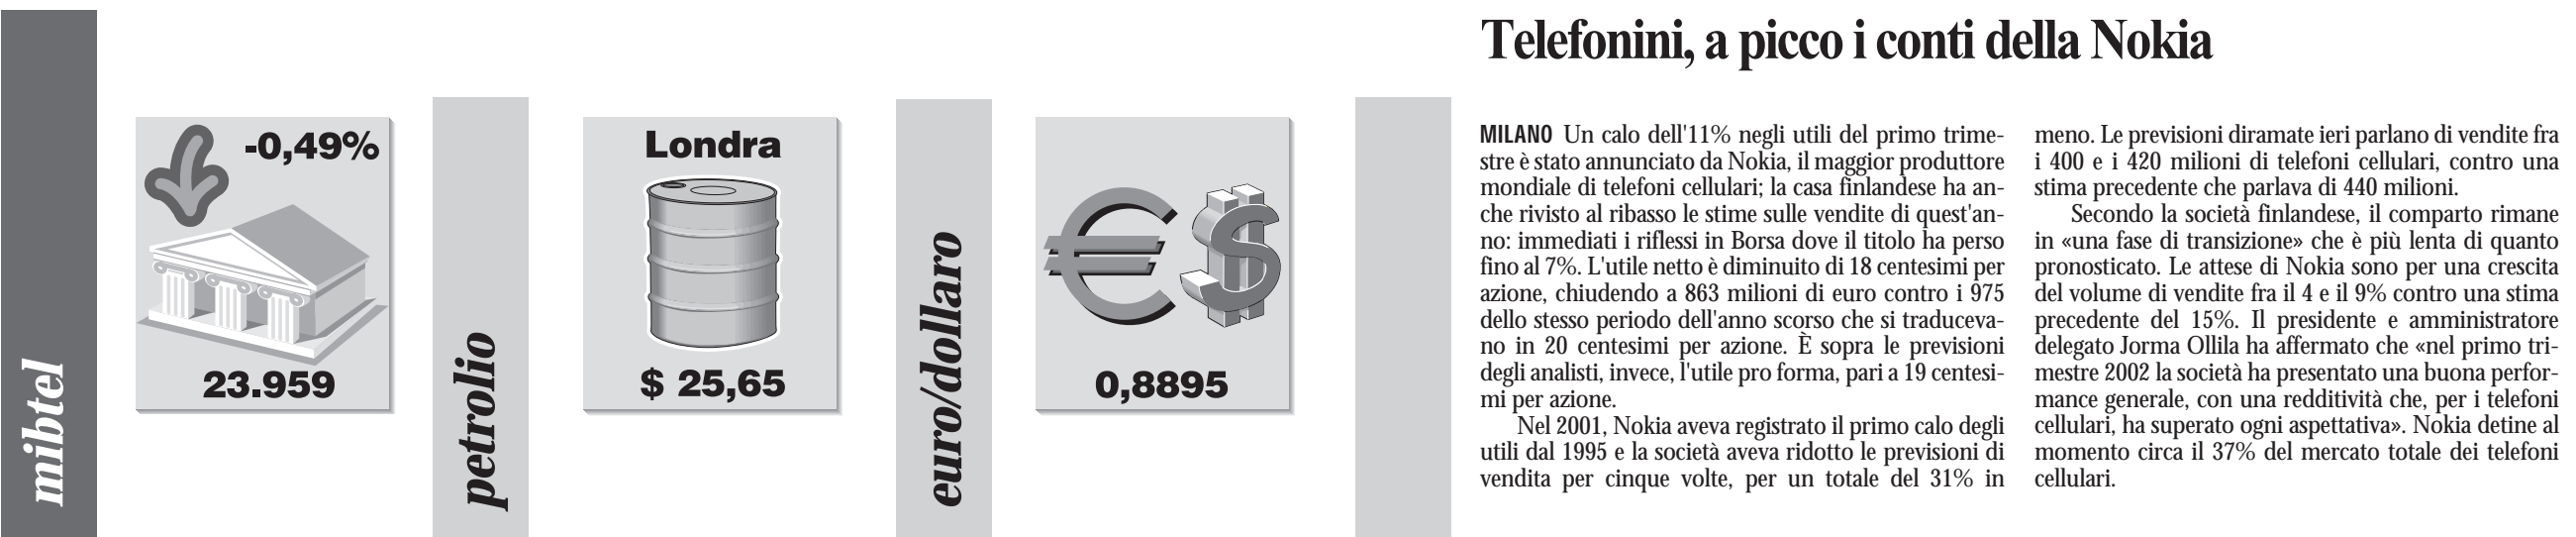 mibtel
-0,49%
23.959
petrolio
Londra
$ 25,65
euro/dollaro
0,8895
Telefonini, a picco i conti della Nokia
MILANO Un calo dell'11% negli utili del primo trime-
stre è stato annunciato da Nokia, il maggior produttore
mondiale di telefoni cellulari; la casa finlandese ha an-
che rivisto al ribasso le stime sulle vendite di quest'an-
no: immediati i riflessi in Borsa dove il titolo ha perso
fino al 7%. L'utile netto è diminuito di 18 centesimi per
azione, chiudendo a 863 milioni di euro contro i 975
dello stesso periodo dell'anno scorso che si traduceva-
no in 20 centesimi per azione. È sopra le previsioni
degli analisti, invece, l'utile pro forma, pari a 19 centesi-
mi per azione.
Nel 2001, Nokia aveva registrato il primo calo degli
utili dal 1995 e la società aveva ridotto le previsioni di
vendita per cinque volte, per un totale del 31% in
meno. Le previsioni diramate ieri parlano di vendite fra
i 400 e i 420 milioni di telefoni cellulari, contro una
stima precedente che parlava di 440 milioni.
Secondo la società finlandese, il comparto rimane
in «una fase di transizione» che è più lenta di quanto
pronosticato. Le attese di Nokia sono per una crescita
del volume di vendite fra il 4 e il 9% contro una stima
precedente del 15%. Il presidente e amministratore
delegato Jorma Ollila ha affermato che «nel primo tri-
mestre 2002 la società ha presentato una buona perfor-
mance generale, con una redditività che, per i telefoni
cellulari, ha superato ogni aspettativa». Nokia detine al
momento circa il 37% del mercato totale dei telefoni
cellulari.